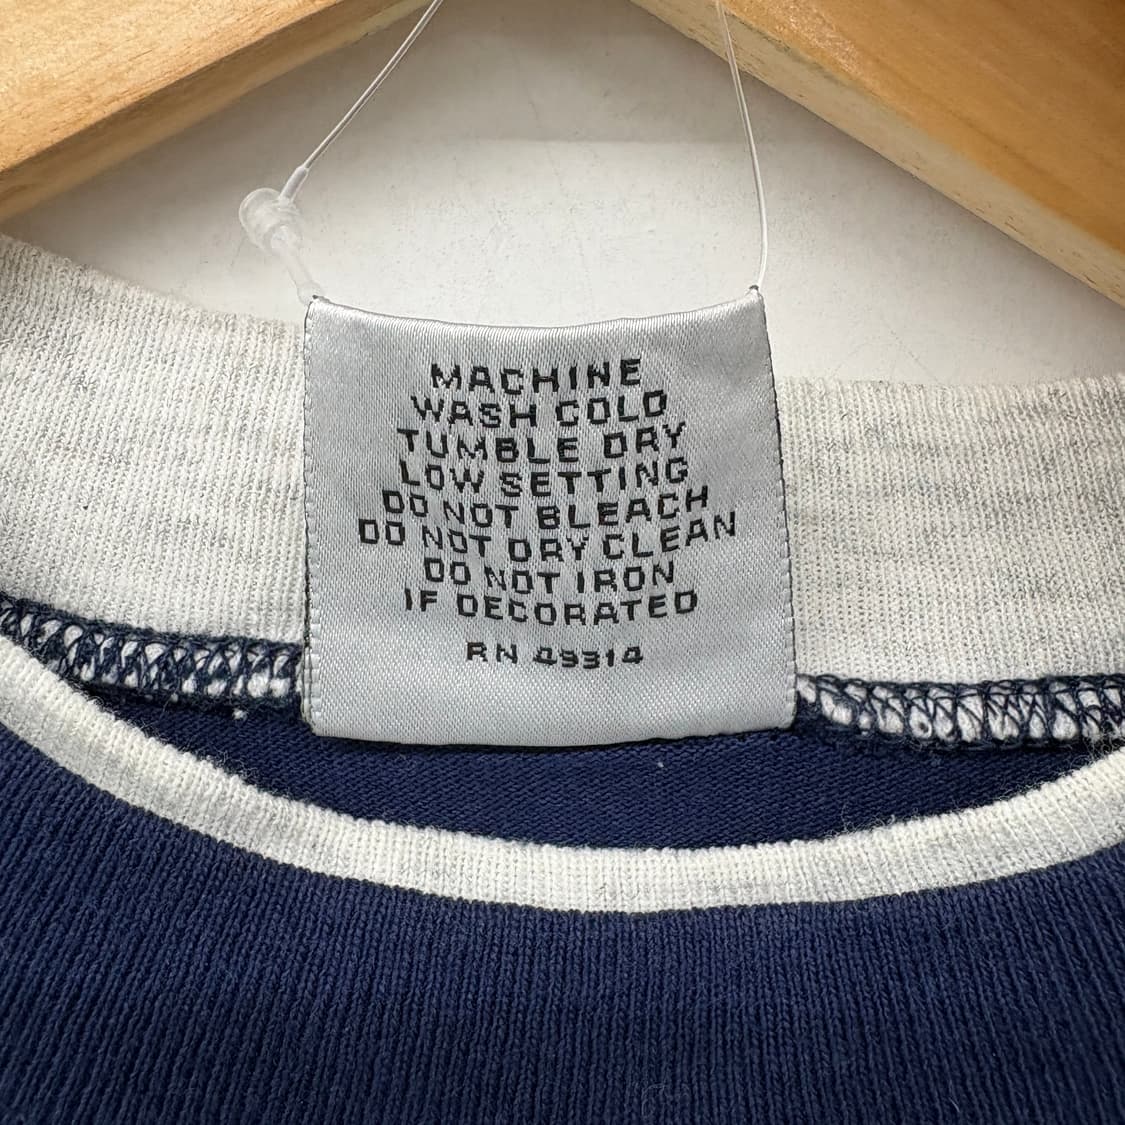 MACHINE
WASH COLD
TUMBLE DRY
LOW SETTING
DO NOT BLEACH
DO NOT DRY CLEAN
DO NOT IRON
IF DECORATED
RN 49314